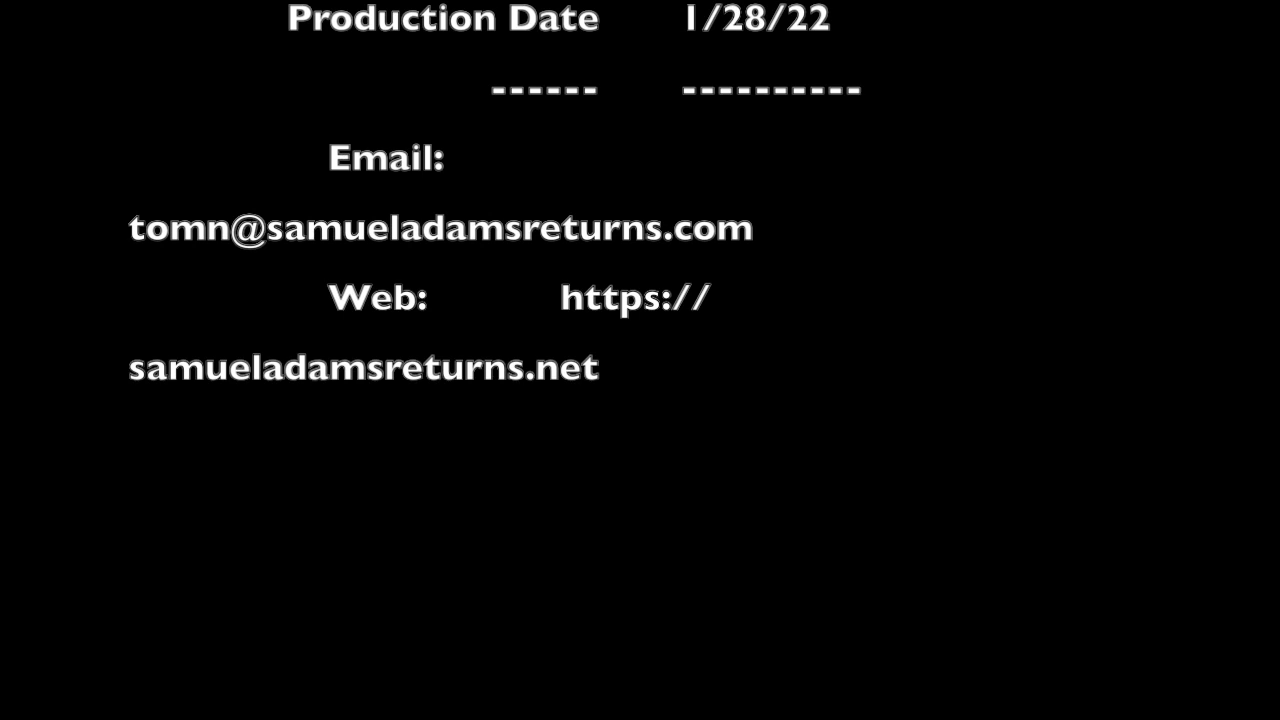 Production Date 1/28/22
------ ----------
Email:
tomn@samueladamsreturns.com
Web: https://
samueladamsreturns.net